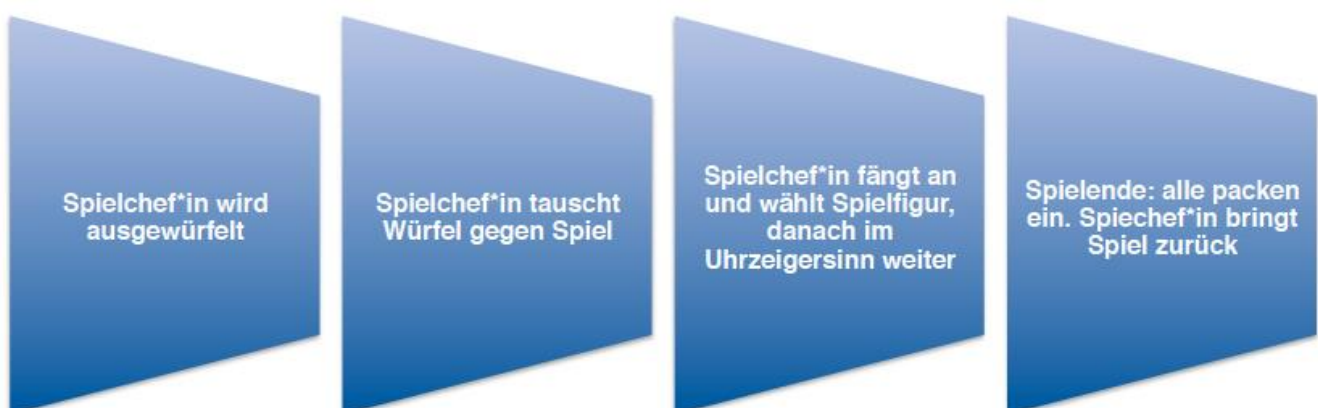 Spielchef*in wird
ausgewürfelt
Spielchef*in tauscht
Würfel gegen Spiel
Spielchef*in fängt an
und wählt Spielfigur,
danach im
Uhrzeigersinn weiter
Spielende: alle packen
ein. Spiechef*in bringt
Spiel zurück